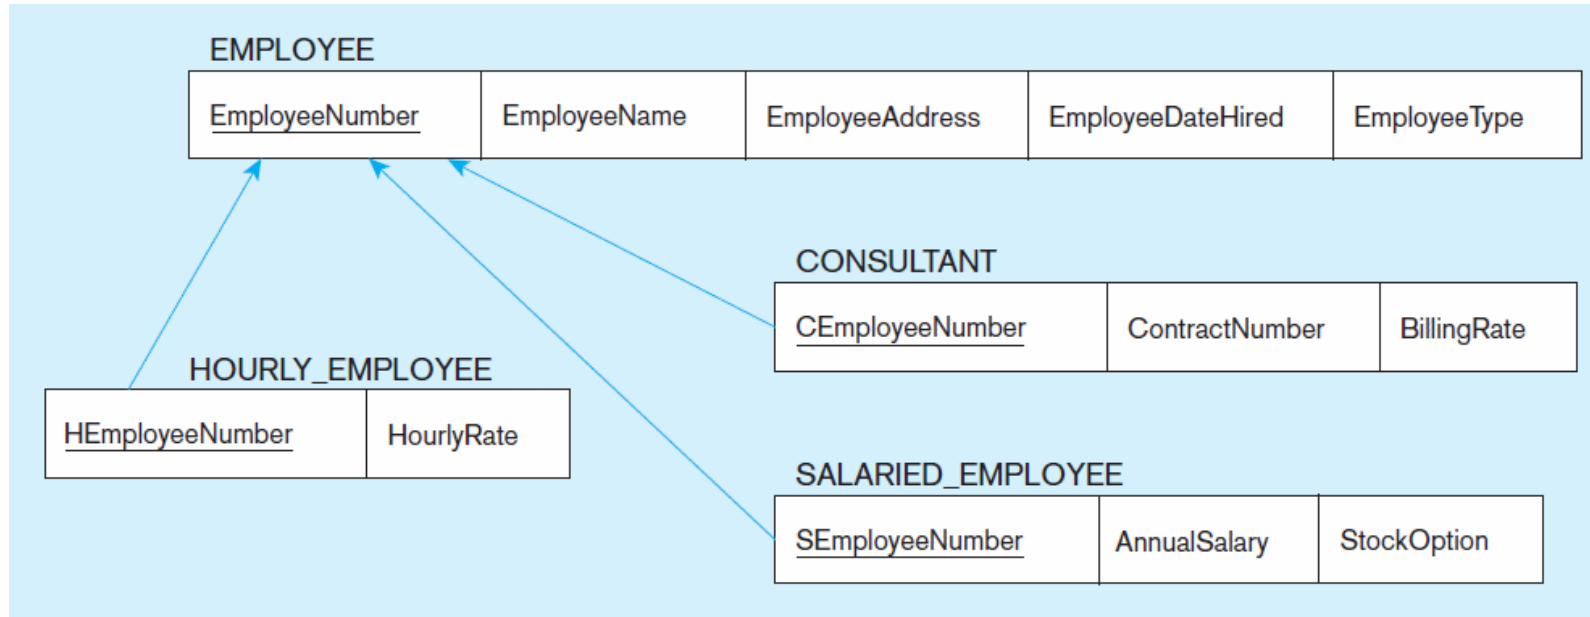 EMPLOYEE
EmployeeNumber EmployeeName EmployeeAddress EmployeeDateHired EmployeeType
CONSULTANT
CEmployeeNumber ContractNumber BillingRate
HOURLY_EMPLOYEE
HEmployeeNumber HourlyRate
SALARIED_EMPLOYEE
SEmployeeNumber AnnualSalary StockOption